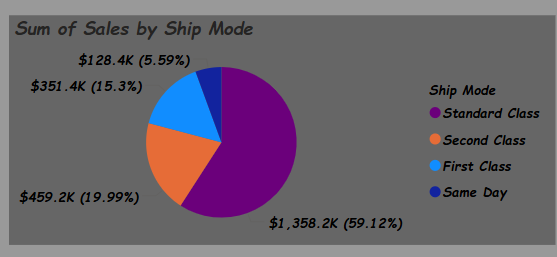 Sum of Sales by Ship Mode
$128.4K (5.59%)
$351.4K (15.3%)
$459.2K (19.99%)
$1,358.2K (59.12%)
Ship Mode
Standard Class
Second Class
First Class
Same Day